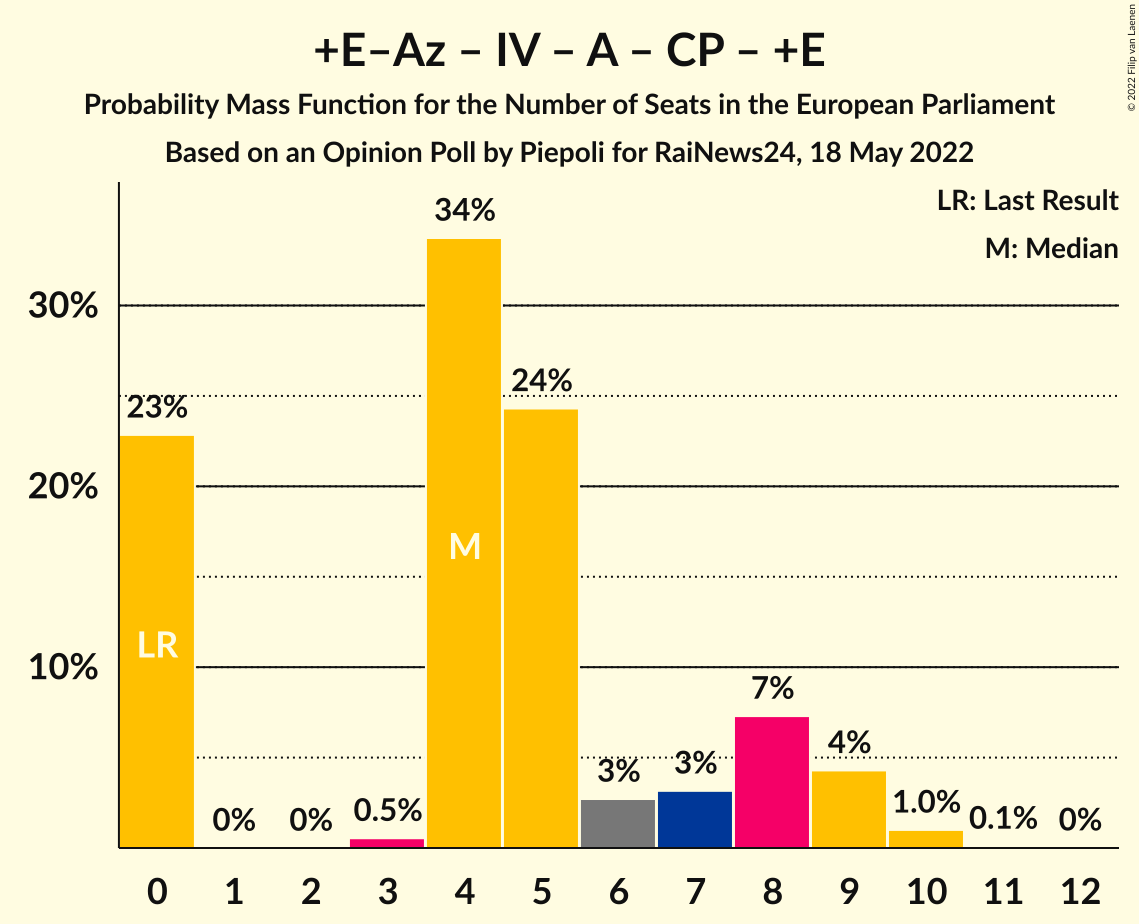 +E–Az – IV – A – CP – +E
Probability Mass Function for the Number of Seats in the European Parliament
Based on an Opinion Poll by Piepoli for RaiNews24, 18 May 2022
© 2022 Filip van Laenen
LR: Last Result
M: Median
34%
30%
24%
23%
20%
M
LR
10%
7%
4%
3%
3%
1.0%
0.5%
0.1%
0%
0%
0%
0 1 2 3 4 5 6 7 8 9 10 11 12